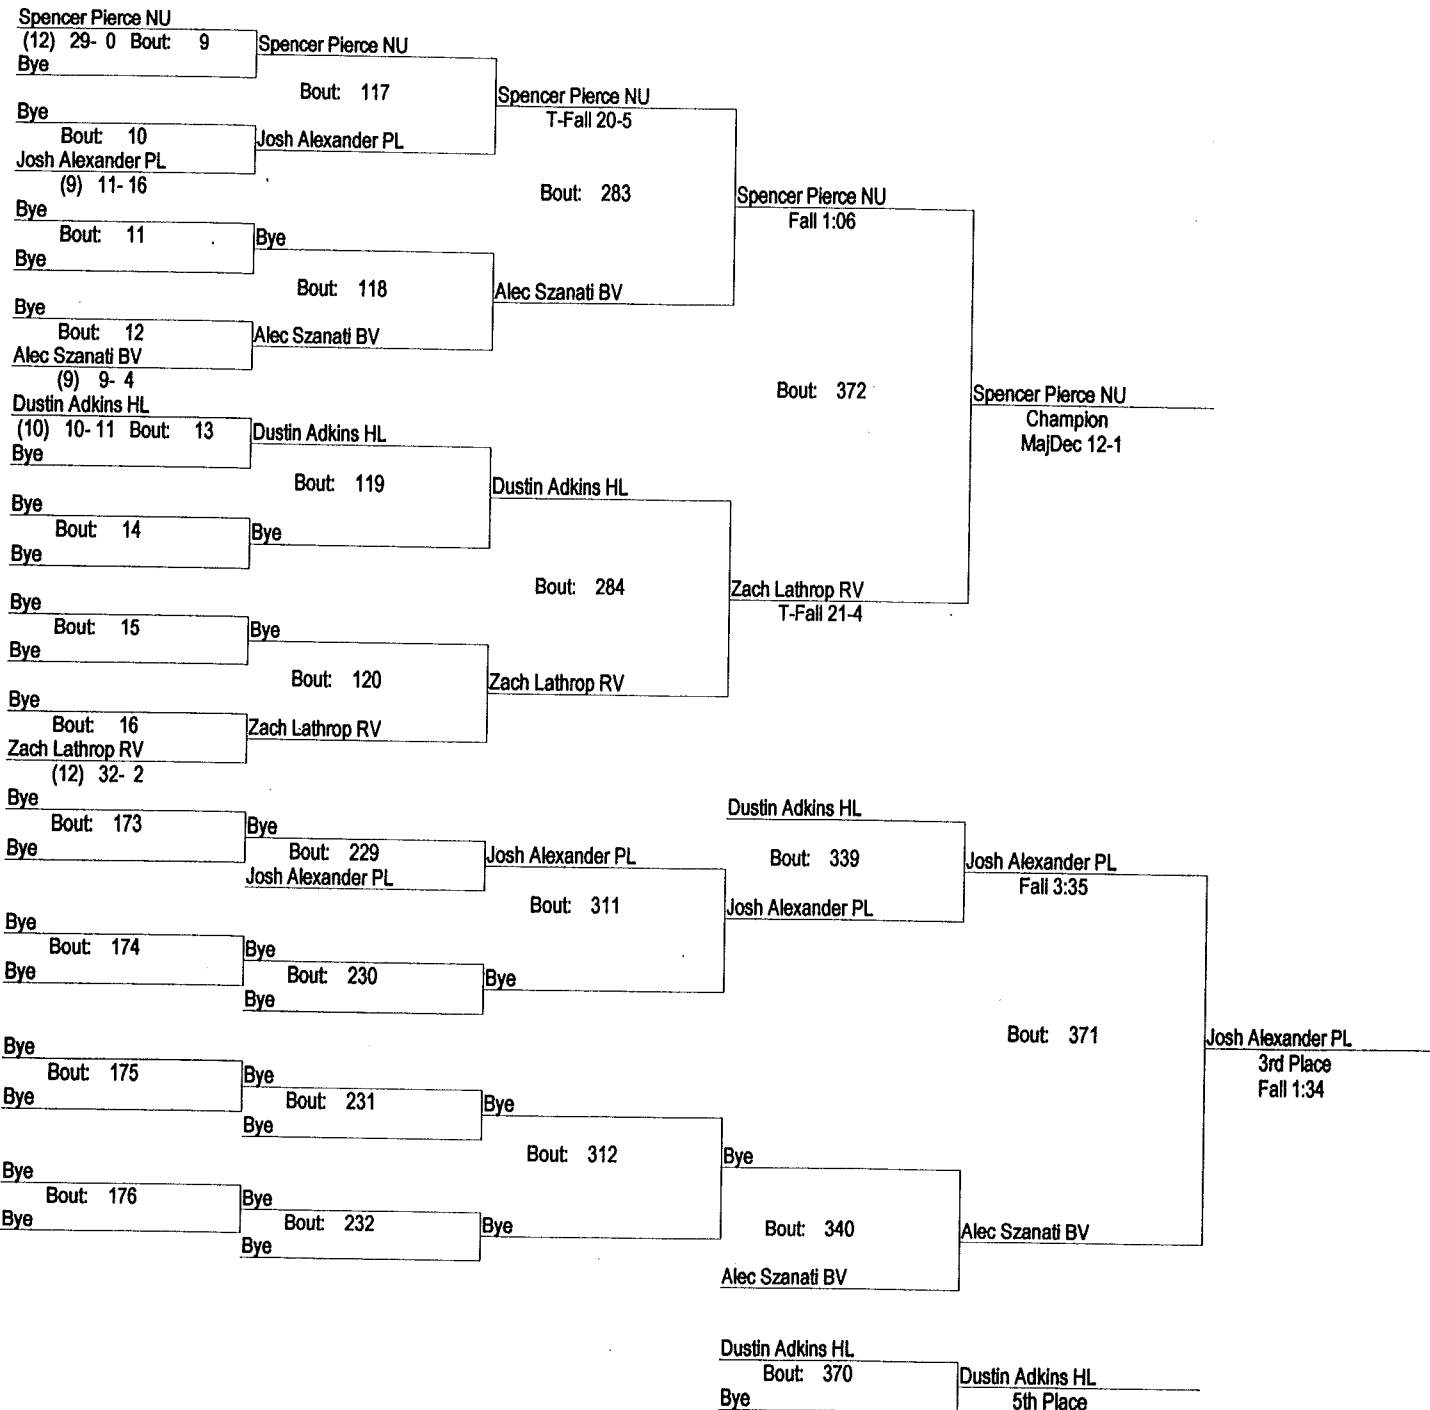 Spencer Pierce NU
(12) 29- 0 Bout: 9
Bye
Spencer Pierce NU
Bout: 117
Bye
Bout: 10
Josh Alexander PL
(9) 11- 16
Josh Alexander PL
Spencer Pierce NU
T-Fall 20-5
Bout: 283
Bye
Bout: 11
Bye
Bye
Bout: 118
Bye
Bout: 12
Alec Szanati BV
(9) 9- 4
Alec Szanati BV
Alec Szanati BV
Spencer Pierce NU
Fall 1:06
Bout: 372
Dustin Adkins HL
(10) 10- 11 Bout: 13
Bye
Dustin Adkins HL
Bout: 119
Bye
Bout: 14
Bye
Bye
Dustin Adkins HL
Bout: 284
Bye
Bout: 15
Bye
Bye
Bout: 120
Bye
Bout: 16
Zach Lathrop RV
(12) 32- 2
Zach Lathrop RV
Zach Lathrop RV
Zach Lathrop RV
T-Fall 21-4
Spencer Pierce NU
Champion
MajDec 12-1
Bye
Bout: 173
Bye
Bye
Bout: 229
Josh Alexander PL
Josh Alexander PL
Bout: 311
Bye
Bout: 174
Bye
Bye
Bout: 230
Bye
Bye
Dustin Adkins HL
Bout: 339
Josh Alexander PL
Josh Alexander PL
Fall 3:35
Bout: 371
Bye
Bout: 175
Bye
Bye
Bout: 231
Bye
Bye
Bout: 312
Bye
Bout: 176
Bye
Bye
Bout: 232
Bye
Bye
Bye
Bout: 340
Alec Szanati BV
Alec Szanati BV
Josh Alexander PL
3rd Place
Fall 1:34
Dustin Adkins HL
Bout: 370
Bye
Dustin Adkins HL
5th Place